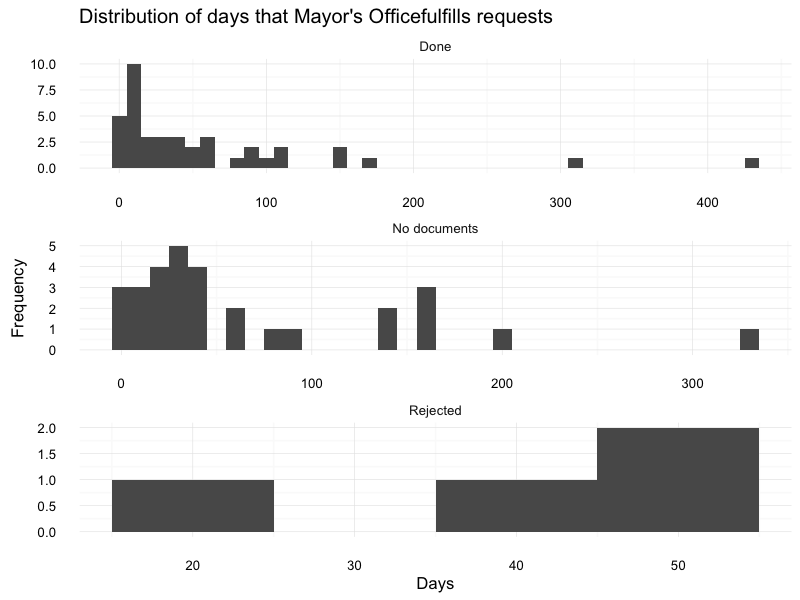 Distribution of days that Mayor's Officefulfills requests
Done
10.0
7.5
5.0
2.5
0.0
0 100 200 300 400
No documents
5
4
3
2
1
0
0 100 200 300
Rejected
2.0
1.5
1.0
0.5
0.0
20 30 40 50
Frequency
Days